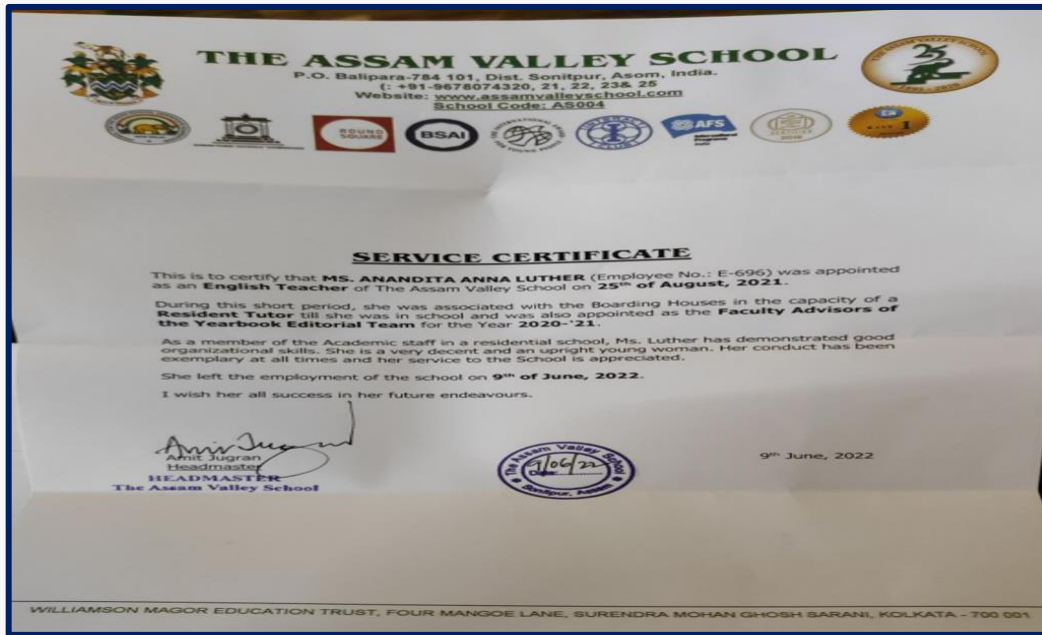 THE ASSAM VALLEY SCHOOL
P.O. Balipara-784 101, Dist. Sonitpur, Asom, India.
(: +91-9678074320, 21, 22, 23& 25
Website: www.assamvalleyschool.com
School Code: AS004
THE ASSAM VALLEY SCHOOL
25
ROUND SQUARE
BSAI
INTERACT CLUB
AFS
SERVICE CERTIFICATE
This is to certify that MS. ANANDITA ANNA LUTHER (Employee No.: E-696) was appointed
as an English Teacher of The Assam Valley School on 25th of August, 2021.
During this short period, she was associated with the Boarding Houses in the capacity of a
Resident Tutor till she was in school and was also appointed as the Faculty Advisors of
the Yearbook Editorial Team for the Year 2020-'21.
As a member of the Academic staff in a residential school, Ms. Luther has demonstrated good
organizational skills. She is a very decent and an upright young woman. Her conduct has been
exemplary at all times and her service to the School is appreciated.
She left the employment of the school on 9th of June, 2022.
I wish her all success in her future endeavours.
Amit Jugran
Headmaster
HEADMASTER
The Assam Valley School
The Assam Valley School
9/06/22
Sonitpur, Assam
9th June, 2022
WILLIAMSON MAGOR EDUCATION TRUST, FOUR MANGOE LANE, SURENDRA MOHAN GHOSH SARANI, KOLKATA - 700 001